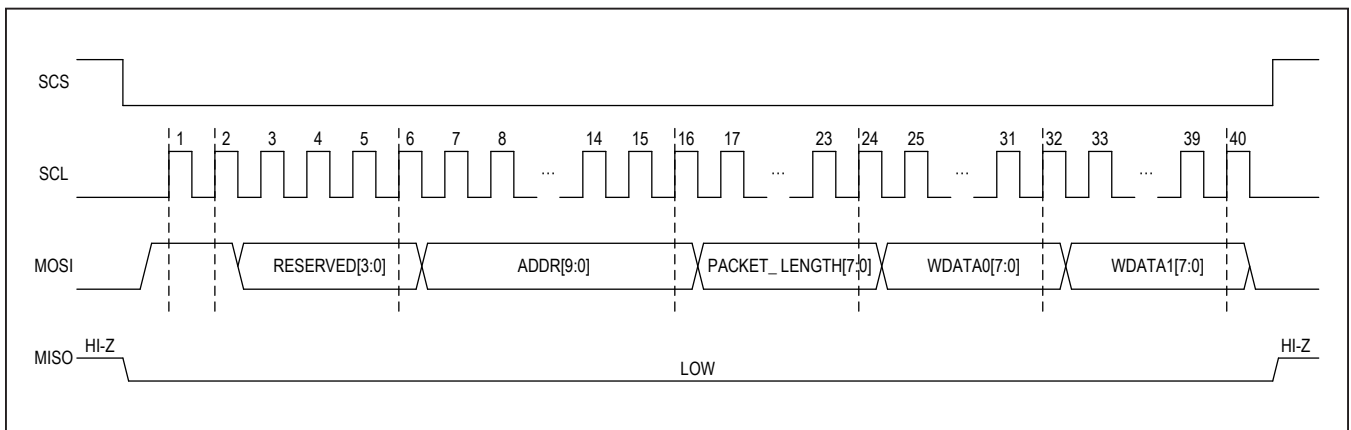 SCS
1 2 3 4 5 6 7 8 14 15 16 17 23 24 25 31 32 33 39 40
SCL ... ... ... ...
MOSI RESERVED[3:0] ADDR[9:0] PACKET_ LENGTH[7:0] WDATA0[7:0] WDATA1[7:0]
HI-Z HI-Z
MISO LOW